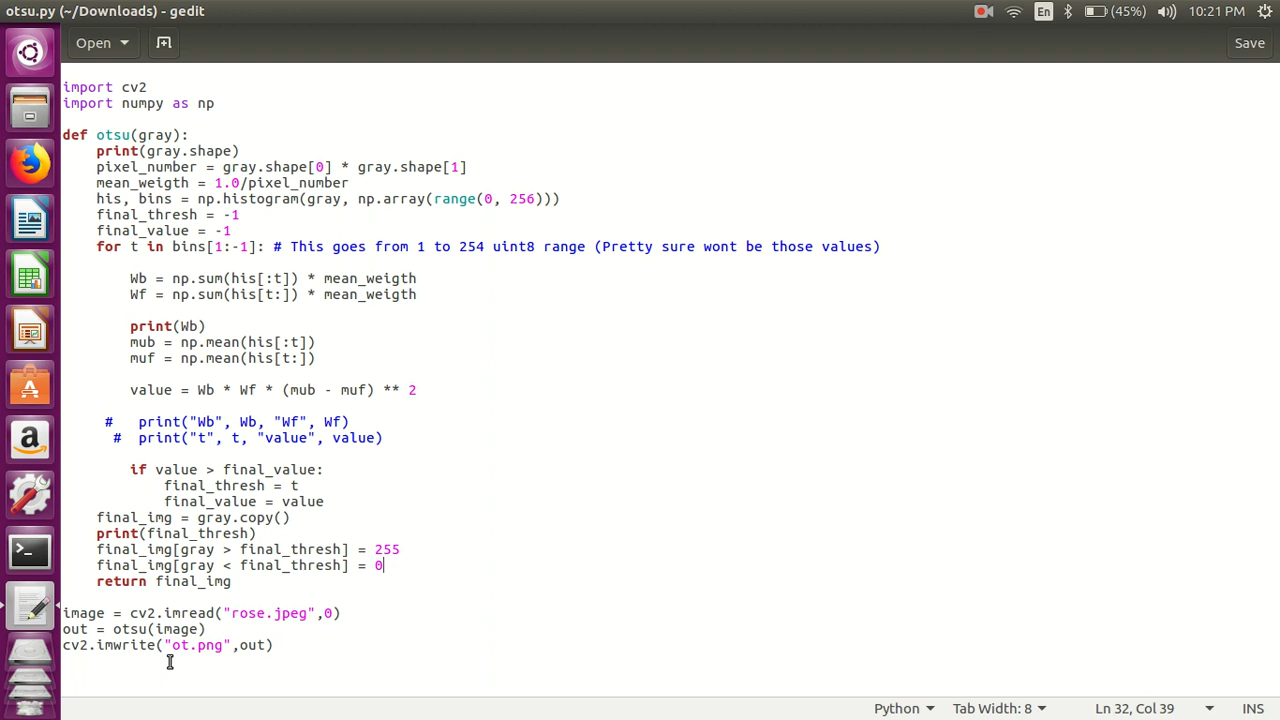 otsu.py (~/Downloads) - gedit
En
(45%)
10:21 PM
Open
Save
import cv2
import numpy as np
def otsu(gray):
print(gray.shape)
pixel_number = gray.shape[0] * gray.shape[1]
mean_weigth = 1.0/pixel_number
his, bins = np.histogram(gray, np.array(range(0, 256)))
final_thresh = -1
final_value = -1
for t in bins[1:-1]: # This goes from 1 to 254 uint8 range (Pretty sure wont be those values)
Wb = np.sum(his[:t]) * mean_weigth
Wf = np.sum(his[t:]) * mean_weigth
print(Wb)
mub = np.mean(his[:t])
muf = np.mean(his[t:])
value = Wb * Wf * (mub - muf) ** 2
#   print("Wb", Wb, "Wf", Wf)
#  print("t", t, "value", value)
if value > final_value:
final_thresh = t
final_value = value
final_img = gray.copy()
print(final_thresh)
final_img[gray > final_thresh] = 255
final_img[gray < final_thresh] = 0
return final_img
image = cv2.imread("rose.jpeg",0)
out = otsu(image)
cv2.imwrite("ot.png",out)
Python
Tab Width: 8
Ln 32, Col 39
INS